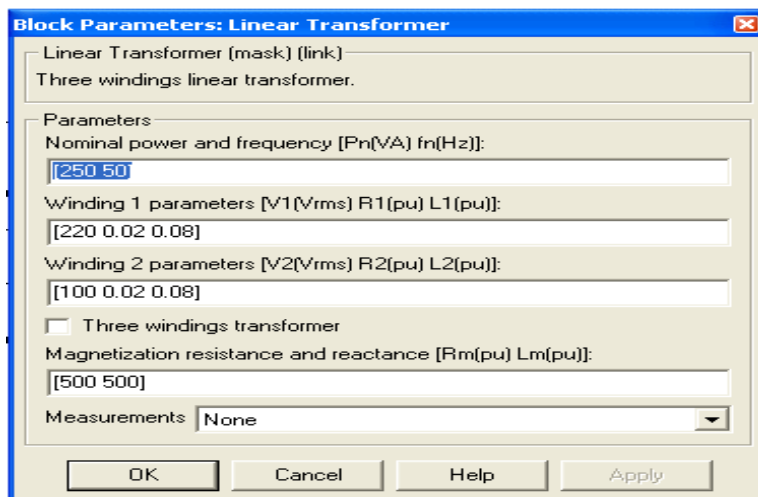 Block Parameters: Linear Transformer
Linear Transformer (mask) (link)
Three windings linear transformer.
Parameters
Nominal power and frequency [Pn(VA) fn(Hz)]:
[250 50]
Winding 1 parameters [V1(Vrms) R1(pu) L1(pu)]:
[220 0.02 0.08]
Winding 2 parameters [V2(Vrms) R2(pu) L2(pu)]:
[100 0.02 0.08]
Three windings transformer
Magnetization resistance and reactance [Rm(pu) Lm(pu)]:
[500 500]
Measurements None
OK Cancel Help Apply